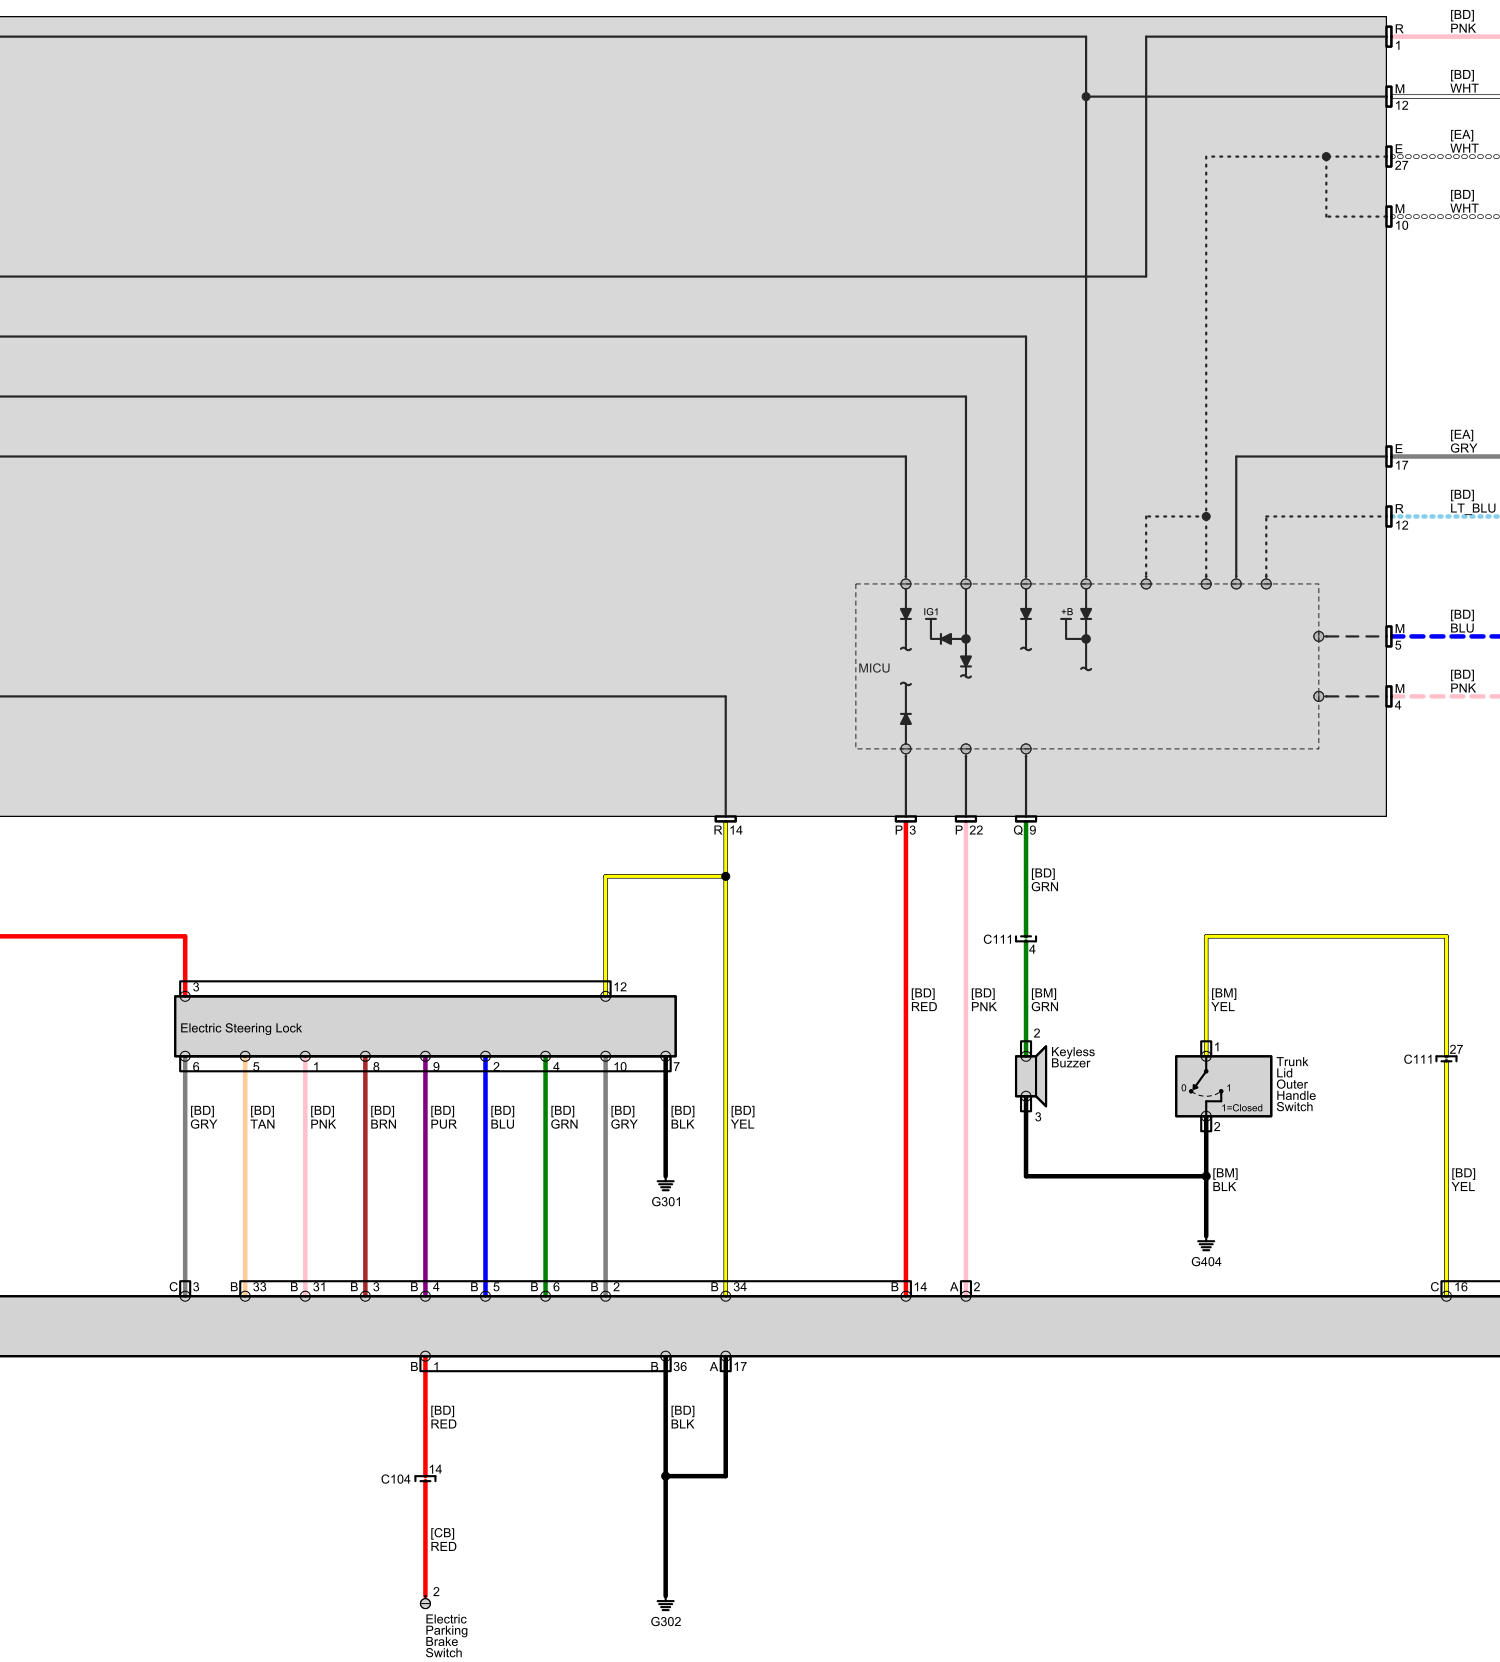 [BD]
PNK
R
1
[BD]
WHT
M
12
[EA]
WHT
E
27
[BD]
WHT
M
10
[EA]
GRY
E
17
[BD]
LT_BLU
R
12
[BD]
BLU
M
5
[BD]
PNK
M
4
IG1
+B
MICU
R 14
P 3
P 22
Q 9
[BD]
GRN
C111
4
3
12
Electric Steering Lock
[BD]
RED
[BD]
PNK
[BM]
GRN
[BM]
YEL
2
Keyless
Buzzer
3
1
0 1
1=Closed
2
Trunk
Lid
Outer
Handle
Switch
27
C111
6 5 1 8 9 2 4 10 7
[BD]
GRY
[BD]
TAN
[BD]
PNK
[BD]
BRN
[BD]
PUR
[BD]
BLU
[BD]
GRN
[BD]
GRY
[BD]
BLK
[BD]
YEL
G301
[BM]
BLK
[BD]
YEL
G404
C 3 B 33 B 31 B 3 B 4 B 5 B 6 B 2 B 34 B 14 A 2 C 16
B 1 B 36 A 17
[BD]
RED
[BD]
BLK
14
C104
[CB]
RED
2
Electric
Parking
Brake
Switch
G302